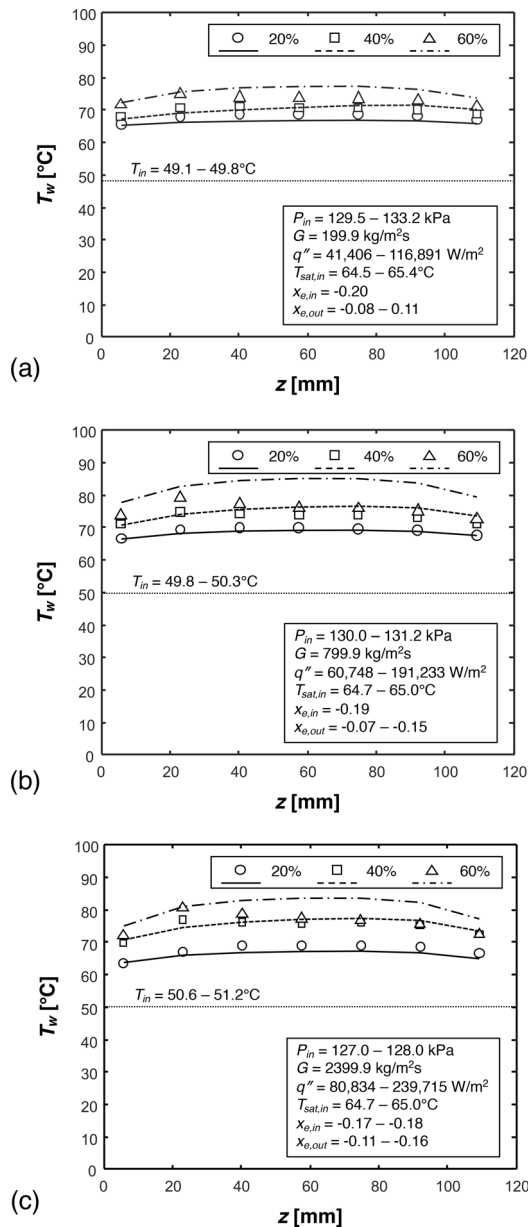 100
20% 40% 60%
90
80
70
60
T_in = 49.1 – 49.8°C
50
40
30
20
10
0
T_w [°C]
P_in = 129.5 – 133.2 kPa
G = 199.9 kg/m²s
q″ = 41,406 – 116,891 W/m²
T_sat,in = 64.5 – 65.4°C
x_e,in = -0.20
x_e,out = -0.08 – 0.11
0 20 40 60 80 100 120
z [mm]
(a)
100
20% 40% 60%
90
80
70
60
T_in = 49.8 – 50.3°C
50
40
30
20
10
0
T_w [°C]
P_in = 130.0 – 131.2 kPa
G = 799.9 kg/m²s
q″ = 60,748 – 191,233 W/m²
T_sat,in = 64.7 – 65.0°C
x_e,in = -0.19
x_e,out = -0.07 – -0.15
0 20 40 60 80 100 120
z [mm]
(b)
100
20% 40% 60%
90
80
70
60
T_in = 50.6 – 51.2°C
50
40
30
20
10
0
T_w [°C]
P_in = 127.0 – 128.0 kPa
G = 2399.9 kg/m²s
q″ = 80,834 – 239,715 W/m²
T_sat,in = 64.7 – 65.0°C
x_e,in = -0.17 – -0.18
x_e,out = -0.11 – -0.16
0 20 40 60 80 100 120
z [mm]
(c)